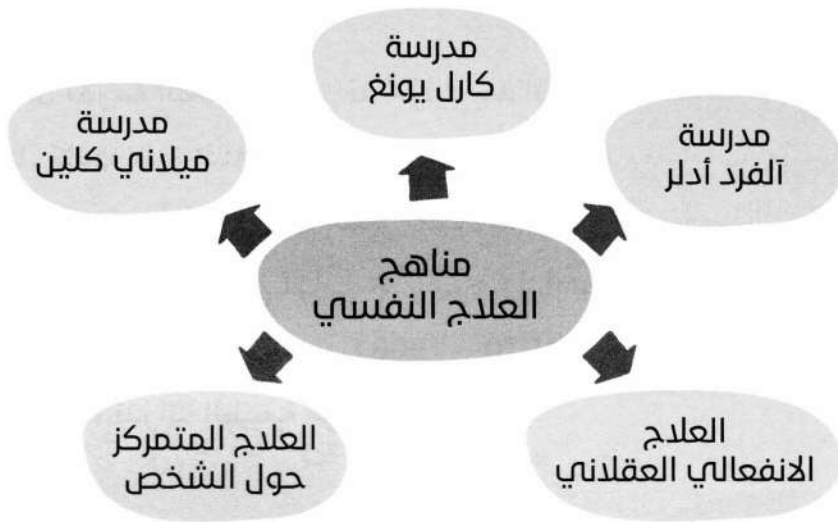 مدرسة
كارل يونغ
مدرسة
آلفرد أدلر
مدرسة
ميلاني كلين
مناهج
العلاج النفسي
العلاج
الانفعالي العقلاني
العلاج المتمركز
حول الشخص